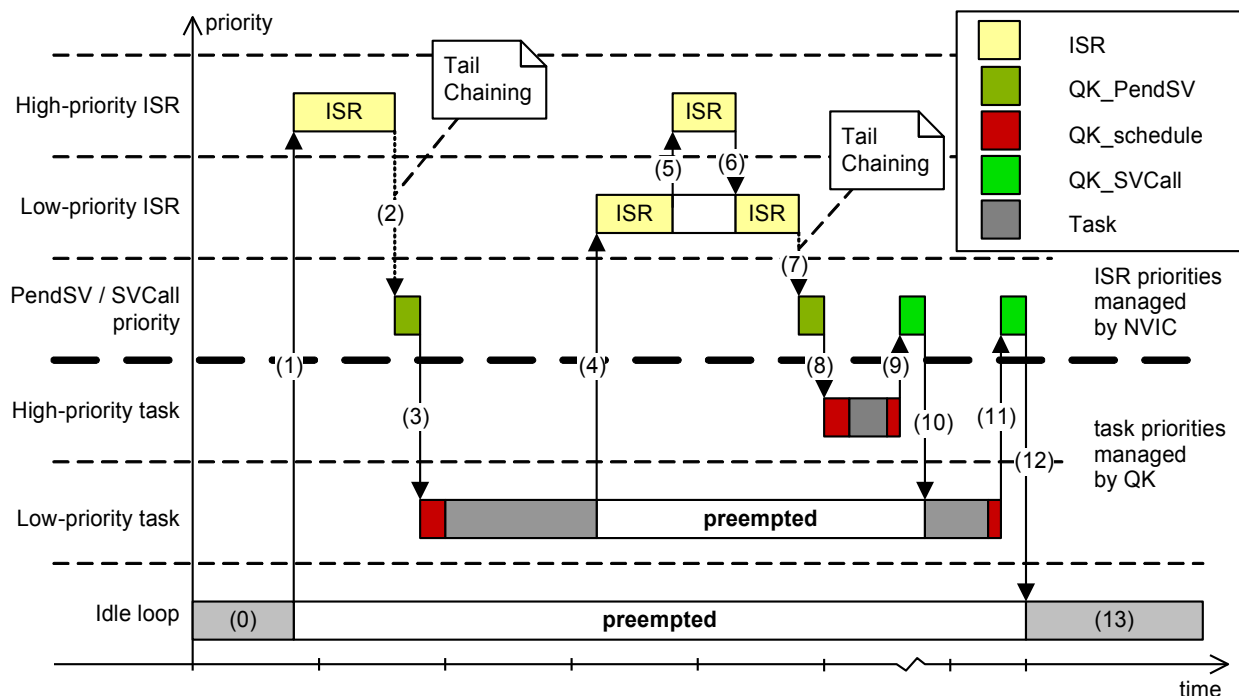 priority
Tail
Chaining
ISR
QK_PendSV
QK_schedule
QK_SVCall
Task
High-priority ISR
ISR
ISR
Tail
Chaining
(5)
(6)
Low-priority ISR
(2)
ISR
ISR
(7)
PendSV / SVCall
priority
ISR priorities
managed
by NVIC
(1)
(4)
(8)
(9)
High-priority task
(3)
(10)
(11)
task priorities
managed
by QK
(12)
Low-priority task
preempted
Idle loop
(0)
preempted
(13)
time